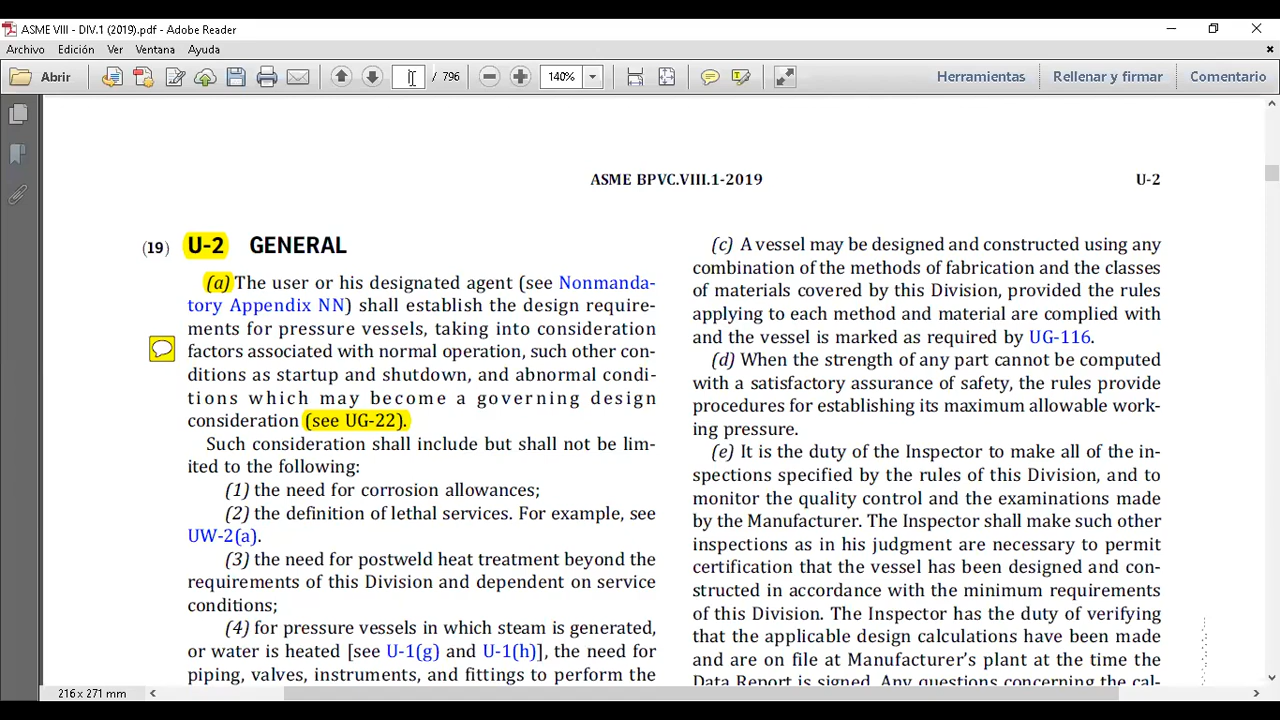 ASME VIII - DIV.1 (2019).pdf - Adobe Reader
Archivo Edición Ver Ventana Ayuda
Abrir / 796 140% Herramientas Rellenar y firmar Comentario
ASME BPVC.VIII.1-2019 U-2
(19) U-2 GENERAL
(a) The user or his designated agent (see Nonmanda-
tory Appendix NN) shall establish the design require-
ments for pressure vessels, taking into consideration
factors associated with normal operation, such other con-
ditions as startup and shutdown, and abnormal condi-
tions which may become a governing design
consideration (see UG-22).
Such consideration shall include but shall not be lim-
ited to the following:
(1) the need for corrosion allowances;
(2) the definition of lethal services. For example, see
UW-2(a).
(3) the need for postweld heat treatment beyond the
requirements of this Division and dependent on service
conditions;
(4) for pressure vessels in which steam is generated,
or water is heated [see U-1(g) and U-1(h)], the need for
piping, valves, instruments, and fittings to perform the
(c) A vessel may be designed and constructed using any
combination of the methods of fabrication and the classes
of materials covered by this Division, provided the rules
applying to each method and material are complied with
and the vessel is marked as required by UG-116.
(d) When the strength of any part cannot be computed
with a satisfactory assurance of safety, the rules provide
procedures for establishing its maximum allowable work-
ing pressure.
(e) It is the duty of the Inspector to make all of the in-
spections specified by the rules of this Division, and to
monitor the quality control and the examinations made
by the Manufacturer. The Inspector shall make such other
inspections as in his judgment are necessary to permit
certification that the vessel has been designed and con-
structed in accordance with the minimum requirements
of this Division. The Inspector has the duty of verifying
that the applicable design calculations have been made
and are on file at Manufacturer's plant at the time the
Data Report is signed. Any questions concerning the cal-
216 x 271 mm